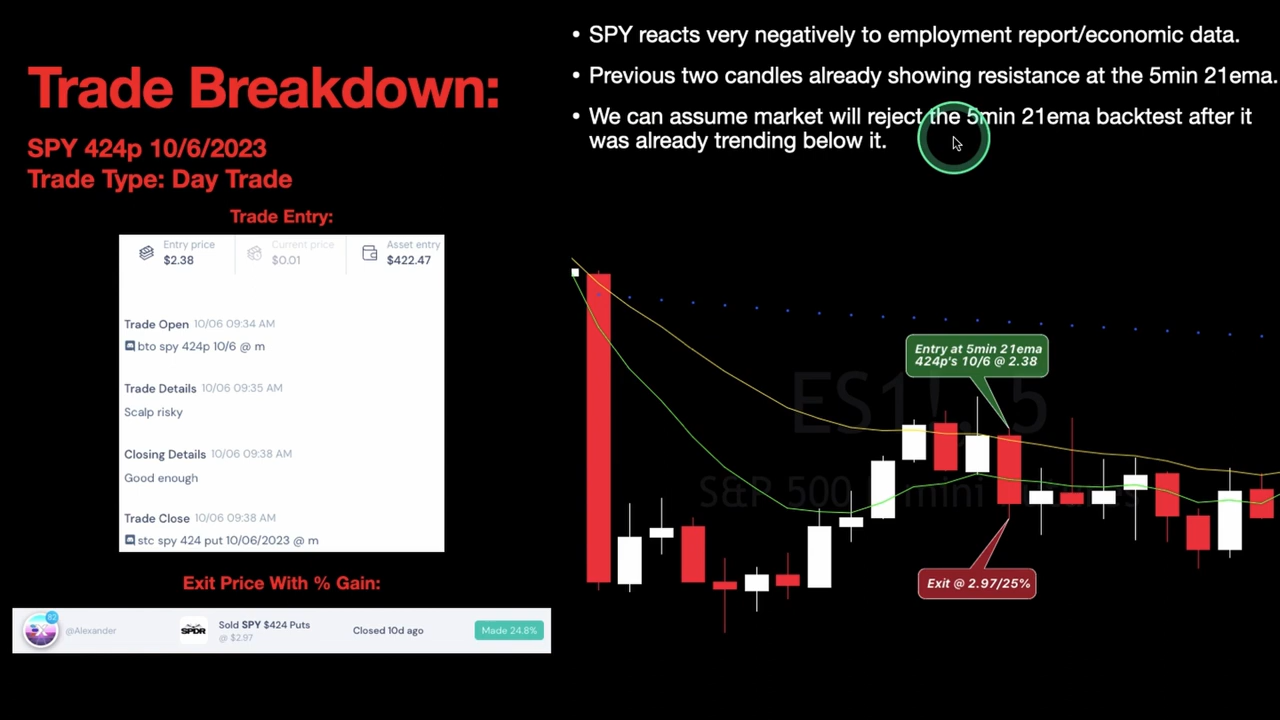 Trade Breakdown:
SPY 424p 10/6/2023
Trade Type: Day Trade
Trade Entry:
Entry price
$2.38
Current price
$0.01
Asset entry
$422.47
Trade Open 10/06 09:34 AM
bto spy 424p 10/6 @ m
Trade Details 10/06 09:35 AM
Scalp risky
Closing Details 10/06 09:38 AM
Good enough
Trade Close 10/06 09:38 AM
stc spy 424 put 10/06/2023 @ m
Exit Price With % Gain:
82
@Alexander
SPDR
Sold SPY $424 Puts
@ $2.97
Closed 10d ago
Made 24.8%
• SPY reacts very negatively to employment report/economic data.
• Previous two candles already showing resistance at the 5min 21ema.
• We can assume market will reject the 5min 21ema backtest after it
was already trending below it.
Entry at 5min 21ema
424p's 10/6 @ 2.38
ES1!, 5
S&P 500 mini
Exit @ 2.97/25%